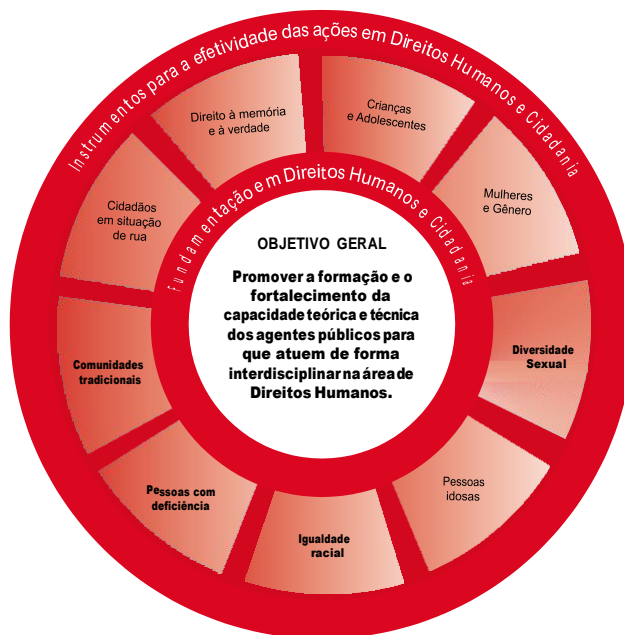 Instrumentos para a efetividade das ações em Direitos Humanos e Cidadania
Direito à memória
e à verdade
Crianças
e Adolescentes
Mulheres
e Gênero
Cidadãos
em situação
de rua
Fundamentação em Direitos Humanos e Cidadania
OBJETIVO GERAL
Promover a formação e o
fortalecimento da
capacidade teórica e técnica
dos agentes públicos para
que atuem de forma
interdisciplinar na área de
Direitos Humanos.
Diversidade
Sexual
Comunidades
tradicionais
Pessoas
idosas
Pessoas com
deficiência
Igualdade
racial